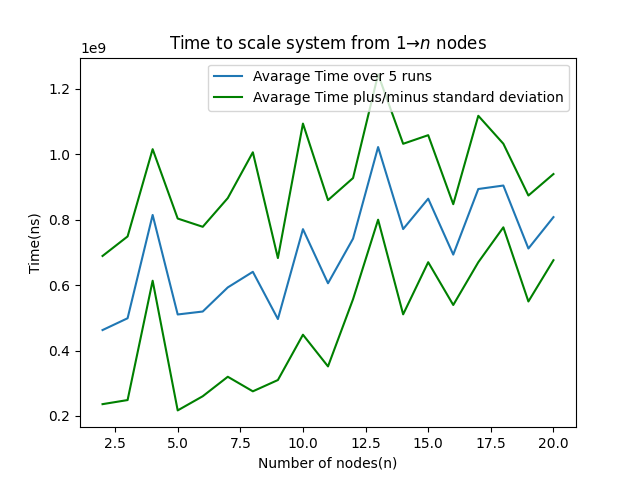 Time to scale system from 1→n nodes
1e9
Avarage Time over 5 runs
Avarage Time plus/minus standard deviation
1.2
1.0
0.8
0.6
0.4
0.2
Time(ns)
2.5 5.0 7.5 10.0 12.5 15.0 17.5 20.0
Number of nodes(n)